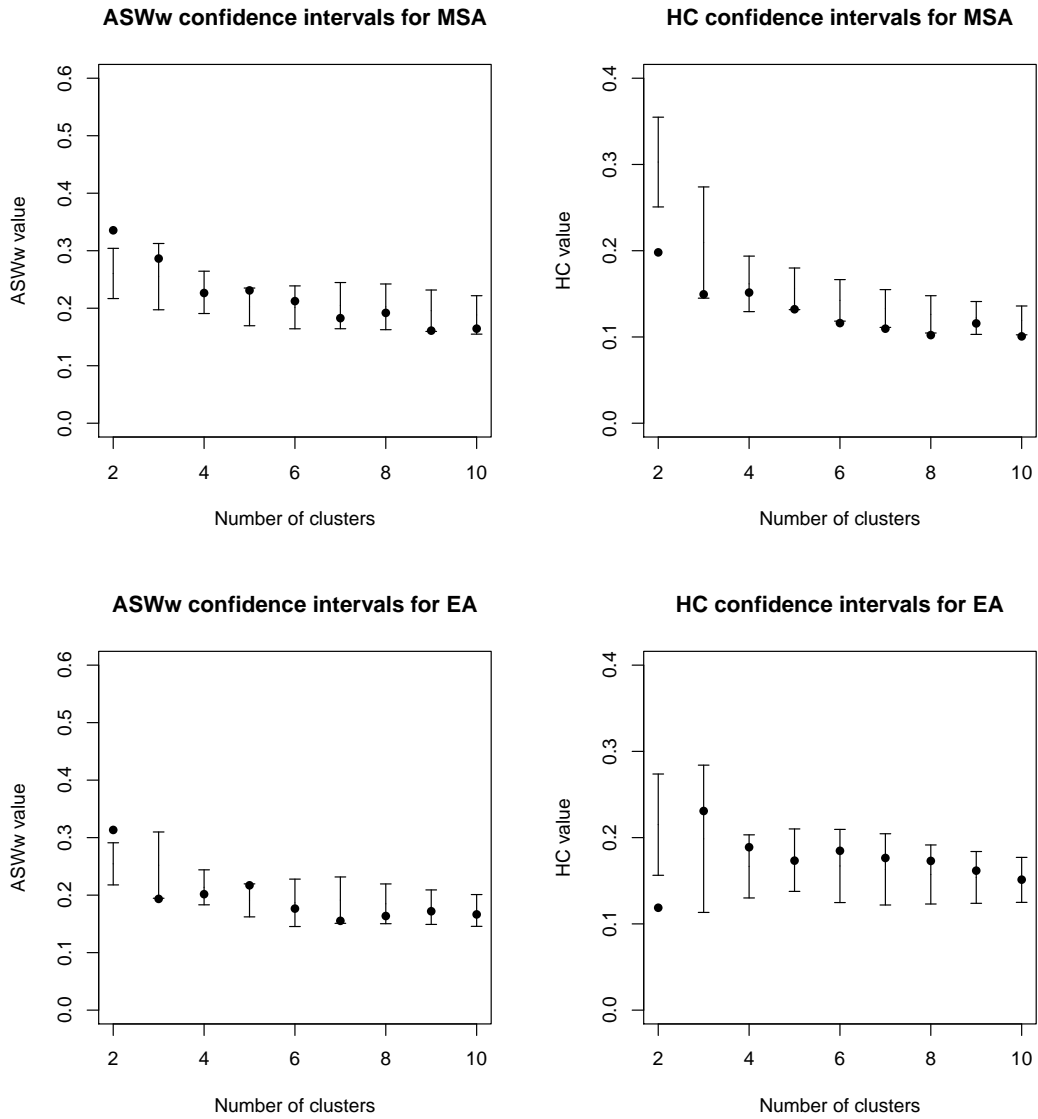 ASWw confidence intervals for MSA
ASWw value
0.6
0.5
0.4
0.3
0.2
0.1
0.0
2 4 6 8 10
Number of clusters
HC confidence intervals for MSA
HC value
0.4
0.3
0.2
0.1
0.0
2 4 6 8 10
Number of clusters
ASWw confidence intervals for EA
ASWw value
0.6
0.5
0.4
0.3
0.2
0.1
0.0
2 4 6 8 10
Number of clusters
HC confidence intervals for EA
HC value
0.4
0.3
0.2
0.1
0.0
2 4 6 8 10
Number of clusters